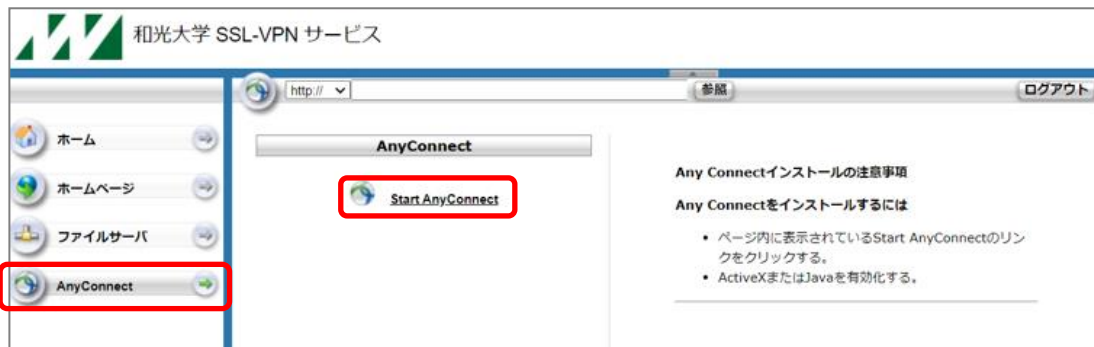 和光大学 SSL-VPN サービス
http://
参照
ログアウト
ホーム
ホームページ
ファイルサーバ
AnyConnect
AnyConnect
Start AnyConnect
Any Connectインストールの注意事項
Any Connectをインストールするには
• ページ内に表示されているStart AnyConnectのリン
クをクリックする。
• ActiveXまたはJavaを有効化する。